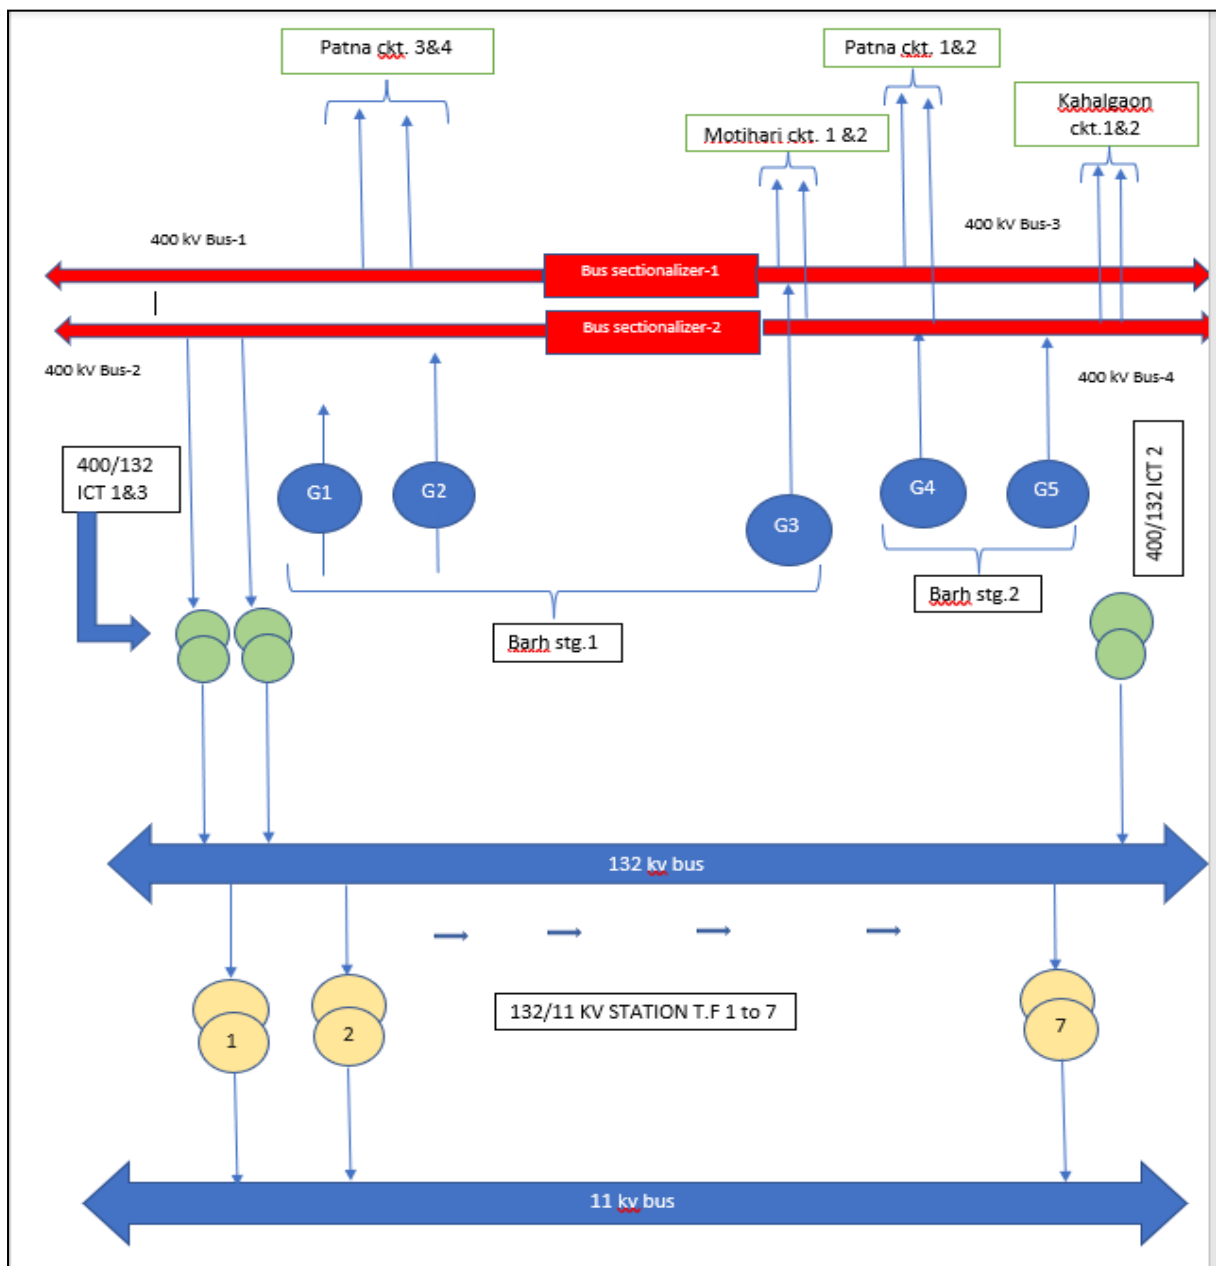 Patna ckt. 3&4
Patna ckt. 1&2
Kahalgaon
ckt.1&2
Motihari ckt. 1 &2
400 kV Bus-1
400 kV Bus-3
Bus sectionalizer-1
Bus sectionalizer-2
400 kV Bus-2
400 kV Bus-4
400/132
ICT 1&3
400/132 ICT 2
G1
G2
G3
G4
G5
Barh stg.2
Barh stg.1
132 kv bus
132/11 KV STATION T.F 1 to 7
1
2
7
11 kv bus